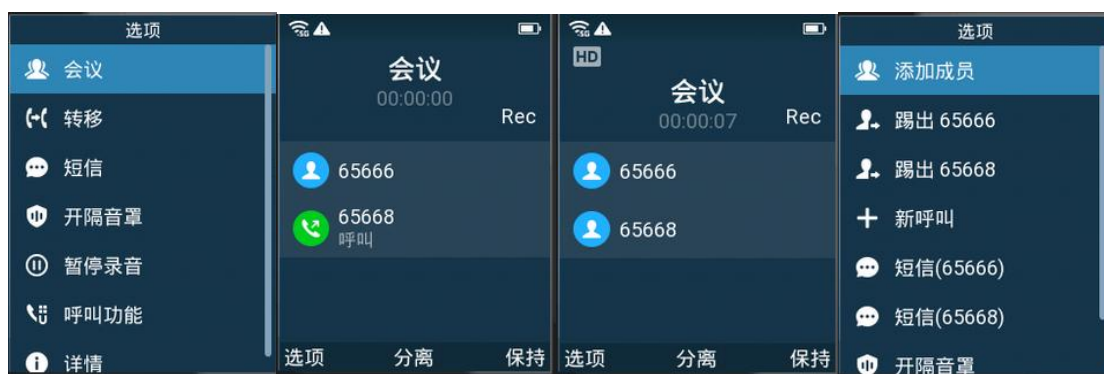 选项
会议
转移
短信
开隔音罩
暂停录音
呼叫功能
详情
5G
会议
00:00:00
Rec
65666
65668
呼叫
选项 分离 保持
5G
HD
会议
00:00:07
Rec
65666
65668
选项 分离 保持
选项
添加成员
踢出 65666
踢出 65668
新呼叫
短信(65666)
短信(65668)
开隔音罩